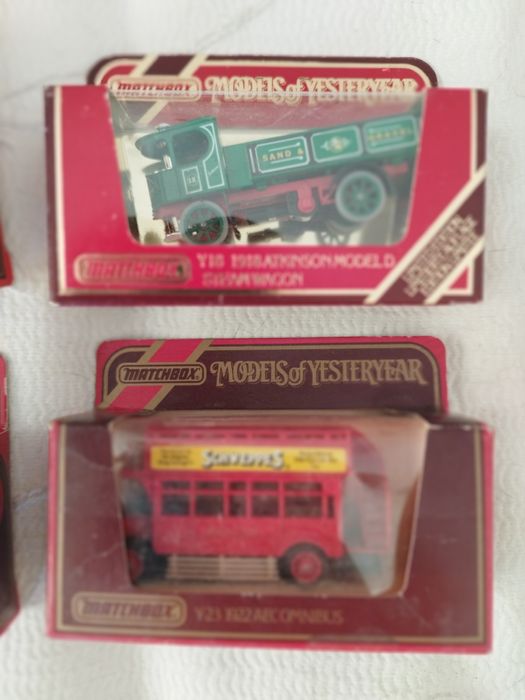 MATCHBOX MODELS of YESTERYEAR
SAND & GRAVEL
MATCHBOX
Y18 1918 ATKINSON MODEL D
STEAM WAGON
MATCHBOX MODELS of YESTERYEAR
SCHWEPPES
MATCHBOX
Y23 1922 AEC OMNIBUS